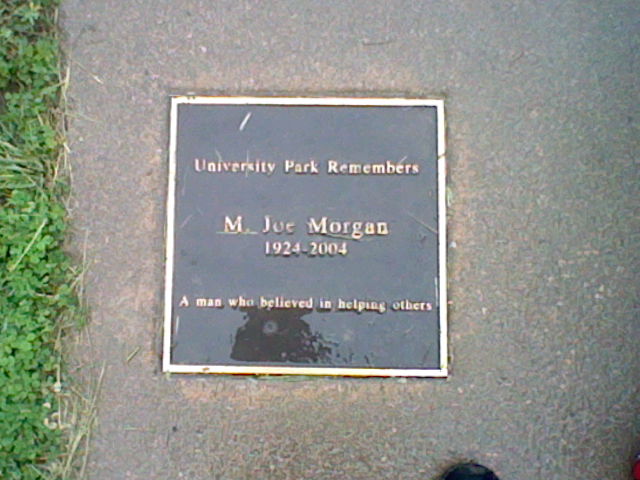 University Park Remembers
M. Joe Morgan
1924-2004
A man who believed in helping others